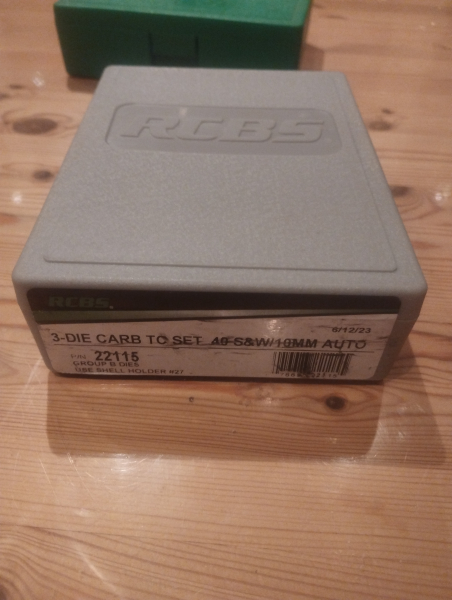 RCBS
RCBS.
6/12/23
3-DIE CARB TC SET .40 S&W/10MM AUTO
P/N 22115
GROUP B DIES
USE SHELL HOLDER #27